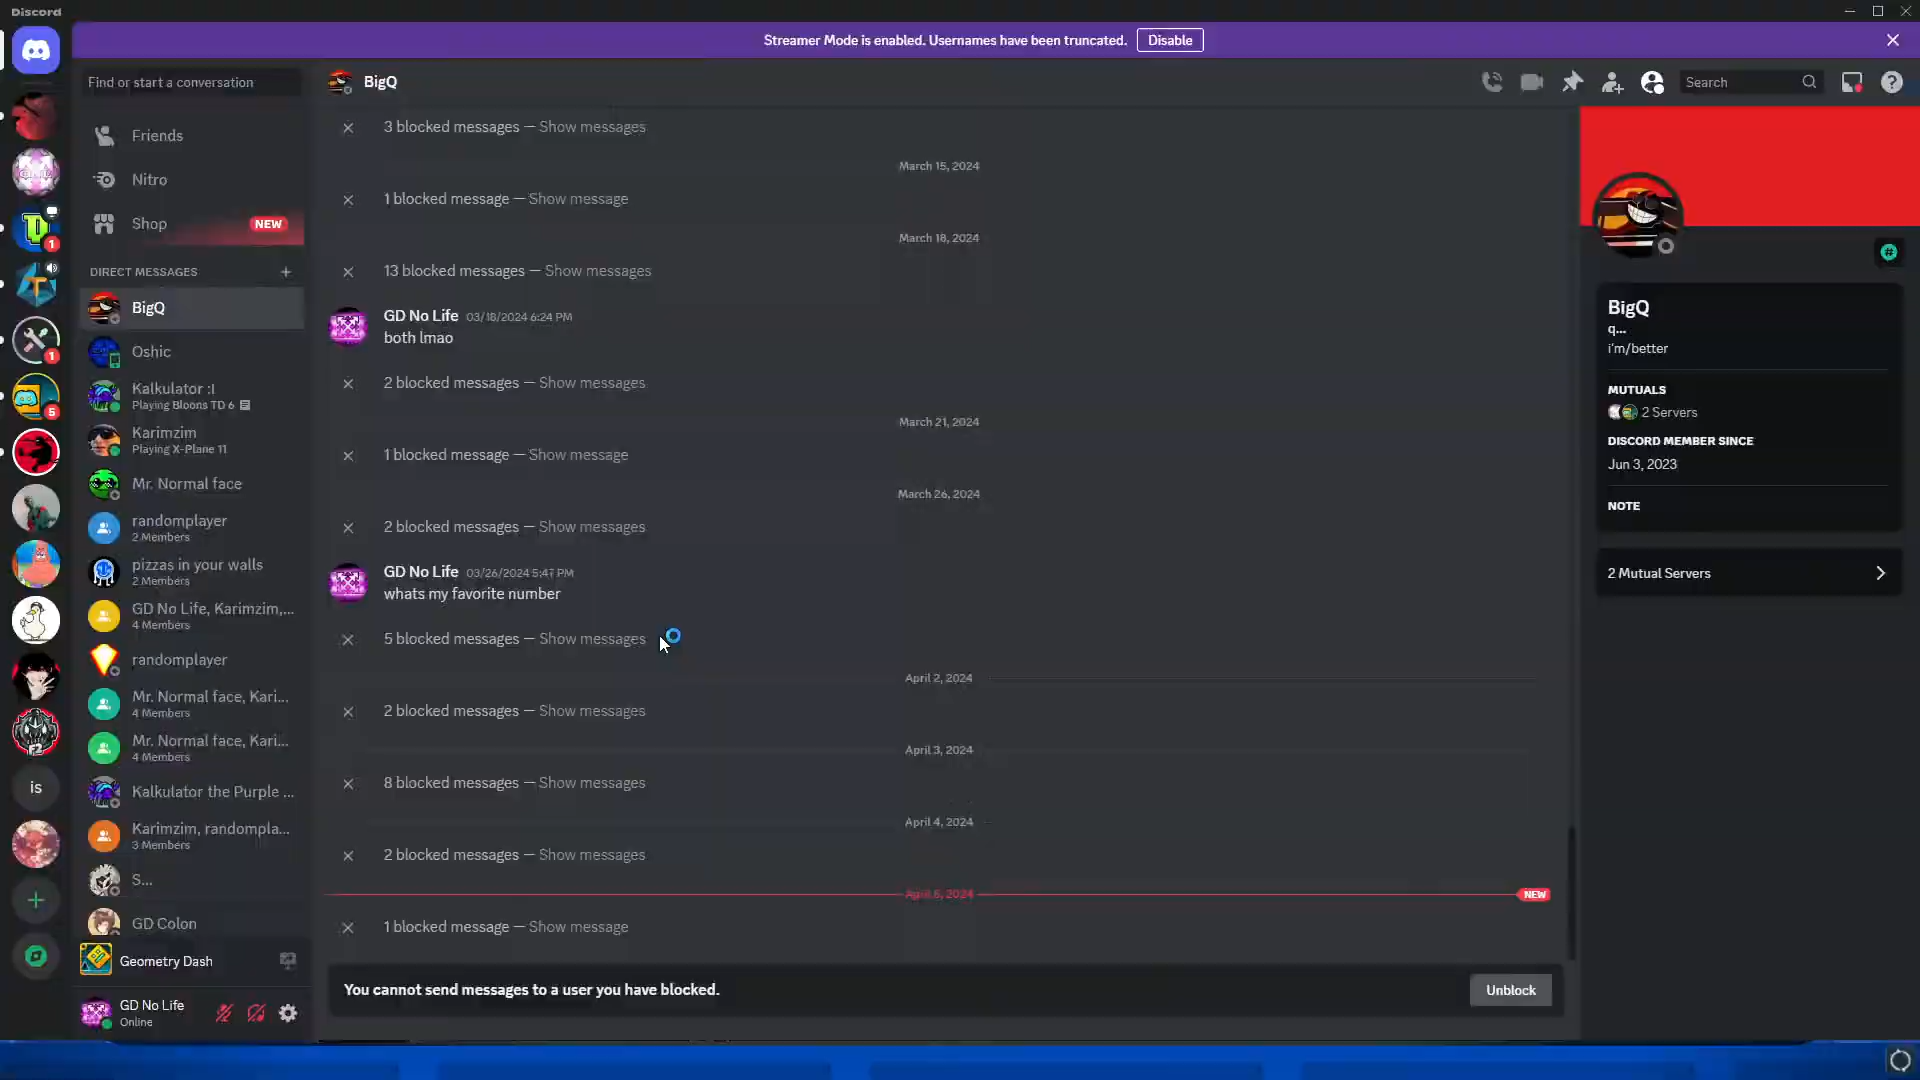 Discord
Streamer Mode is enabled. Usernames have been truncated.
Disable
Find or start a conversation
BigQ
Search
Friends
Nitro
Shop
NEW
DIRECT MESSAGES
BigQ
Oshic
Kalkulator :I
Playing Bloons TD 6
Karimzim
Playing X-Plane 11
Mr. Normal face
randomplayer
2 Members
pizzas in your walls
2 Members
GD No Life, Karimzim,...
4 Members
randomplayer
Mr. Normal face, Kari...
4 Members
Mr. Normal face, Kari...
4 Members
Kalkulator the Purple ...
Karimzim, randompla...
3 Members
S...
GD Colon
Geometry Dash
GD No Life
Online
1
1
5
is
3 blocked messages — Show messages
March 15, 2024
1 blocked message — Show message
March 18, 2024
13 blocked messages — Show messages
GD No Life 03/18/2024 6:24 PM
both lmao
2 blocked messages — Show messages
March 21, 2024
1 blocked message — Show message
March 26, 2024
2 blocked messages — Show messages
GD No Life 03/26/2024 5:47 PM
whats my favorite number
5 blocked messages — Show messages
April 2, 2024
2 blocked messages — Show messages
April 3, 2024
8 blocked messages — Show messages
April 4, 2024
2 blocked messages — Show messages
NEW
1 blocked message — Show message
You cannot send messages to a user you have blocked.
Unblock
BigQ
q...
i'm/better
MUTUALS
2 Servers
DISCORD MEMBER SINCE
Jun 3, 2023
NOTE
2 Mutual Servers